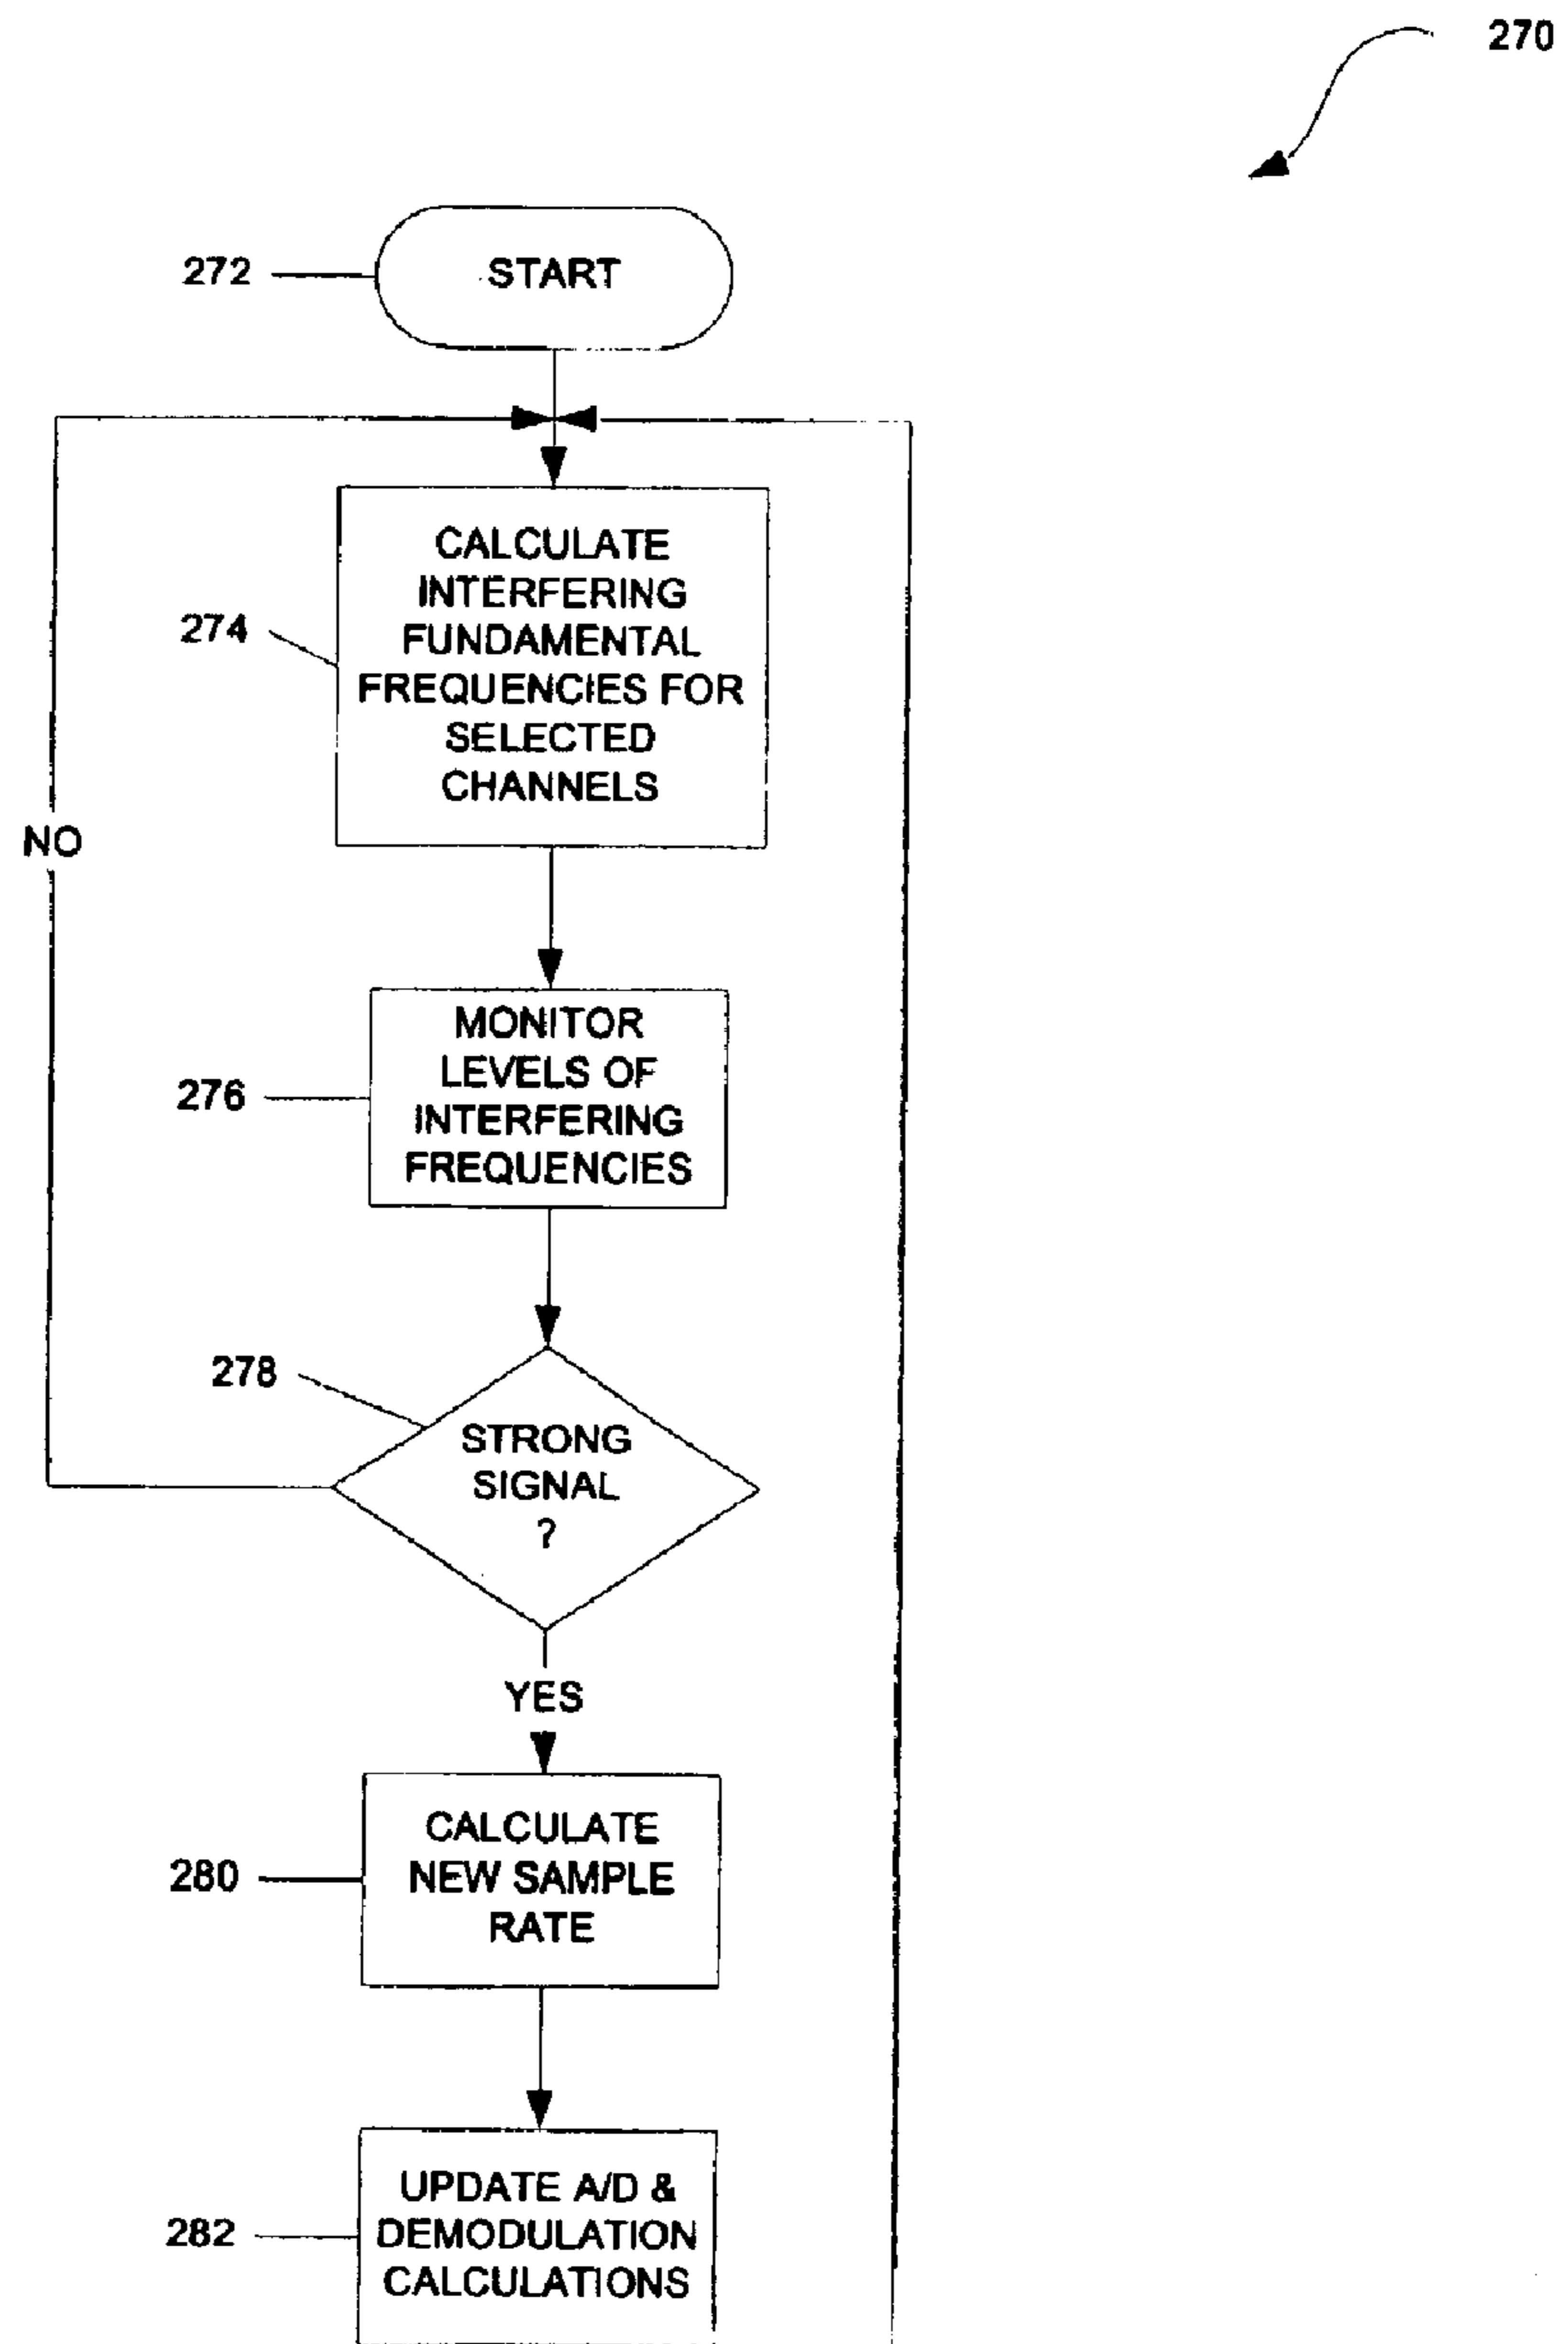 270
272
START
CALCULATE
INTERFERING
FUNDAMENTAL
FREQUENCIES FOR
SELECTED
CHANNELS
274
NO
MONITOR
LEVELS OF
INTERFERING
FREQUENCIES
276
278
STRONG
SIGNAL
?
YES
CALCULATE
NEW SAMPLE
RATE
280
UPDATE A/D &
DEMODULATION
CALCULATIONS
282